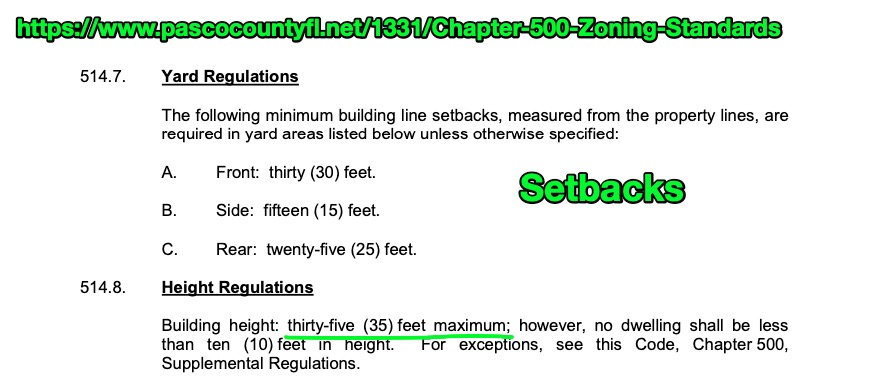 https://www.pascocountyfl.net/1331/Chapter-500-Zoning-Standards
514.7. Yard Regulations
The following minimum building line setbacks, measured from the property lines, are
required in yard areas listed below unless otherwise specified:
A. Front: thirty (30) feet.
Setbacks
B. Side: fifteen (15) feet.
C. Rear: twenty-five (25) feet.
514.8. Height Regulations
Building height: thirty-five (35) feet maximum; however, no dwelling shall be less
than ten (10) feet in height. For exceptions, see this Code, Chapter 500,
Supplemental Regulations.